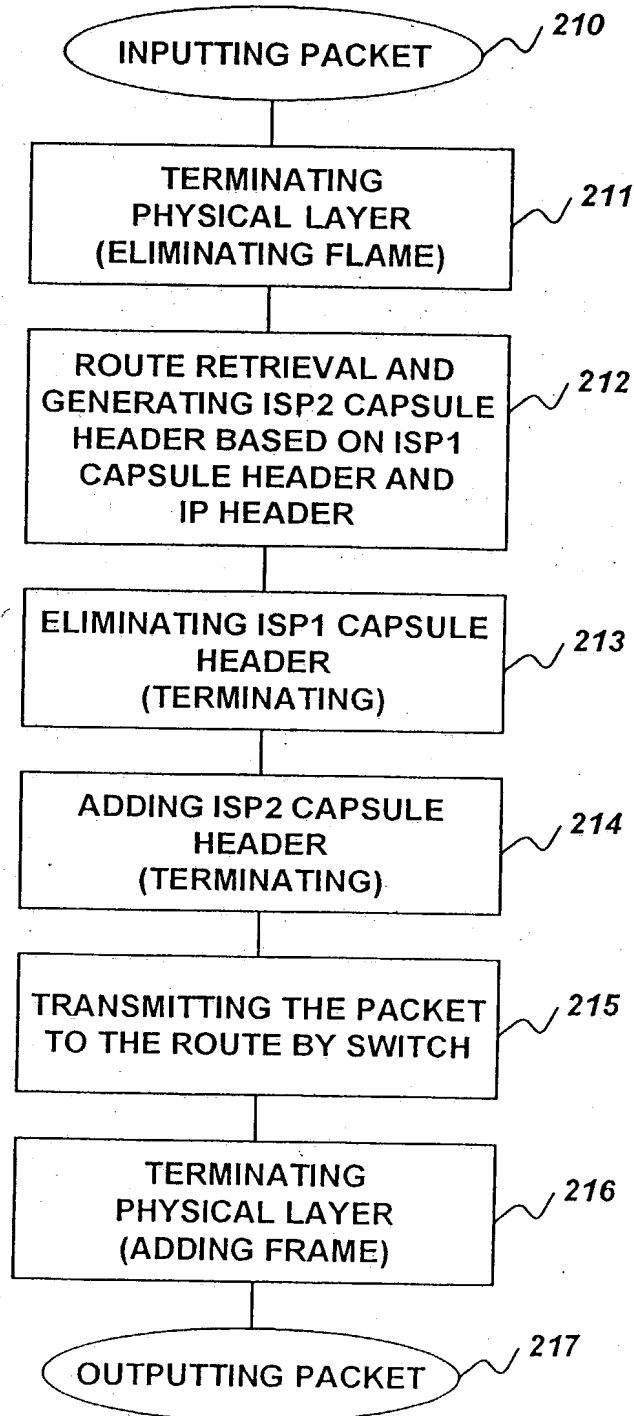 INPUTTING PACKET
210
TERMINATING
PHYSICAL LAYER
(ELIMINATING FLAME)
211
ROUTE RETRIEVAL AND
GENERATING ISP2 CAPSULE
HEADER BASED ON ISP1
CAPSULE HEADER AND
IP HEADER
212
ELIMINATING ISP1 CAPSULE
HEADER
(TERMINATING)
213
ADDING ISP2 CAPSULE
HEADER
(TERMINATING)
214
TRANSMITTING THE PACKET
TO THE ROUTE BY SWITCH
215
TERMINATING
PHYSICAL LAYER
(ADDING FRAME)
216
OUTPUTTING PACKET
217